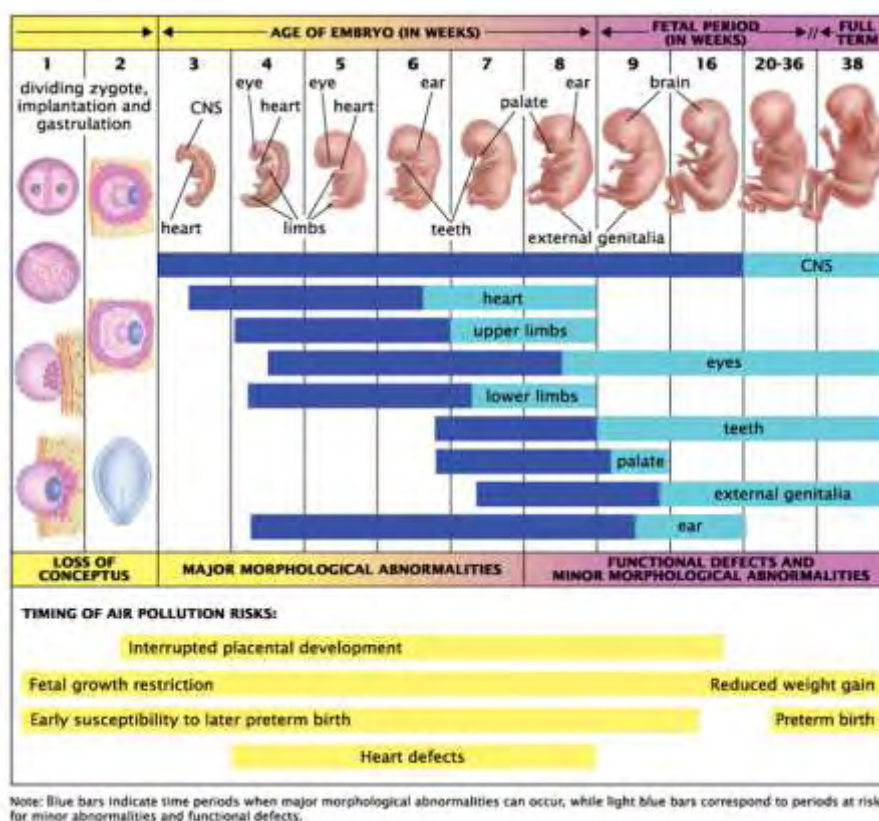 AGE OF EMBRYO (IN WEEKS)
FETAL PERIOD
(IN WEEKS)
FULL
TERM
1 2 3 4 5 6 7 8 9 16 20-36 38
dividing zygote,
implantation and
gastrulation
CNS
heart
eye
heart
eye
heart
limbs
ear
palate
ear
teeth
brain
external genitalia
CNS
heart
upper limbs
eyes
lower limbs
teeth
palate
external genitalia
ear
LOSS OF
CONCEPTUS
MAJOR MORPHOLOGICAL ABNORMALITIES
FUNCTIONAL DEFECTS AND
MINOR MORPHOLOGICAL ABNORMALITIES
TIMING OF AIR POLLUTION RISKS:
Interrupted placental development
Fetal growth restriction
Reduced weight gain
Early susceptibility to later preterm birth
Preterm birth
Heart defects
Note: Blue bars indicate time periods when major morphological abnormalities can occur, while light blue bars correspond to periods at risk
for minor abnormalities and functional defects.